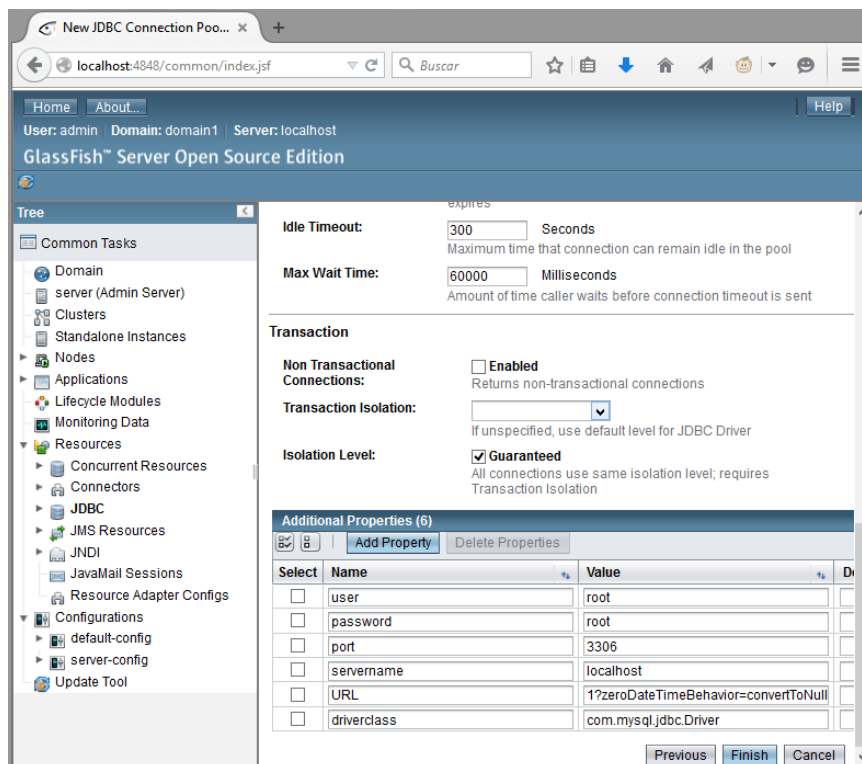 New JDBC Connection Poo...
localhost:4848/common/index.jsf
Buscar
Home About...
Help
User: admin Domain: domain1 Server: localhost
GlassFish™ Server Open Source Edition
Tree
Common Tasks
Domain
server (Admin Server)
Clusters
Standalone Instances
Nodes
Applications
Lifecycle Modules
Monitoring Data
Resources
Concurrent Resources
Connectors
JDBC
JMS Resources
JNDI
JavaMail Sessions
Resource Adapter Configs
Configurations
default-config
server-config
Update Tool
expires
Idle Timeout: 300 Seconds
Maximum time that connection can remain idle in the pool
Max Wait Time: 60000 Milliseconds
Amount of time caller waits before connection timeout is sent
Transaction
Non Transactional Connections: Enabled
Returns non-transactional connections
Transaction Isolation:
If unspecified, use default level for JDBC Driver
Isolation Level: Guaranteed
All connections use same isolation level; requires
Transaction Isolation
Additional Properties (6)
Add Property Delete Properties
Select Name Value De
user root
password root
port 3306
servername localhost
URL 1?zeroDateTimeBehavior=convertToNull
driverclass com.mysql.jdbc.Driver
Previous Finish Cancel